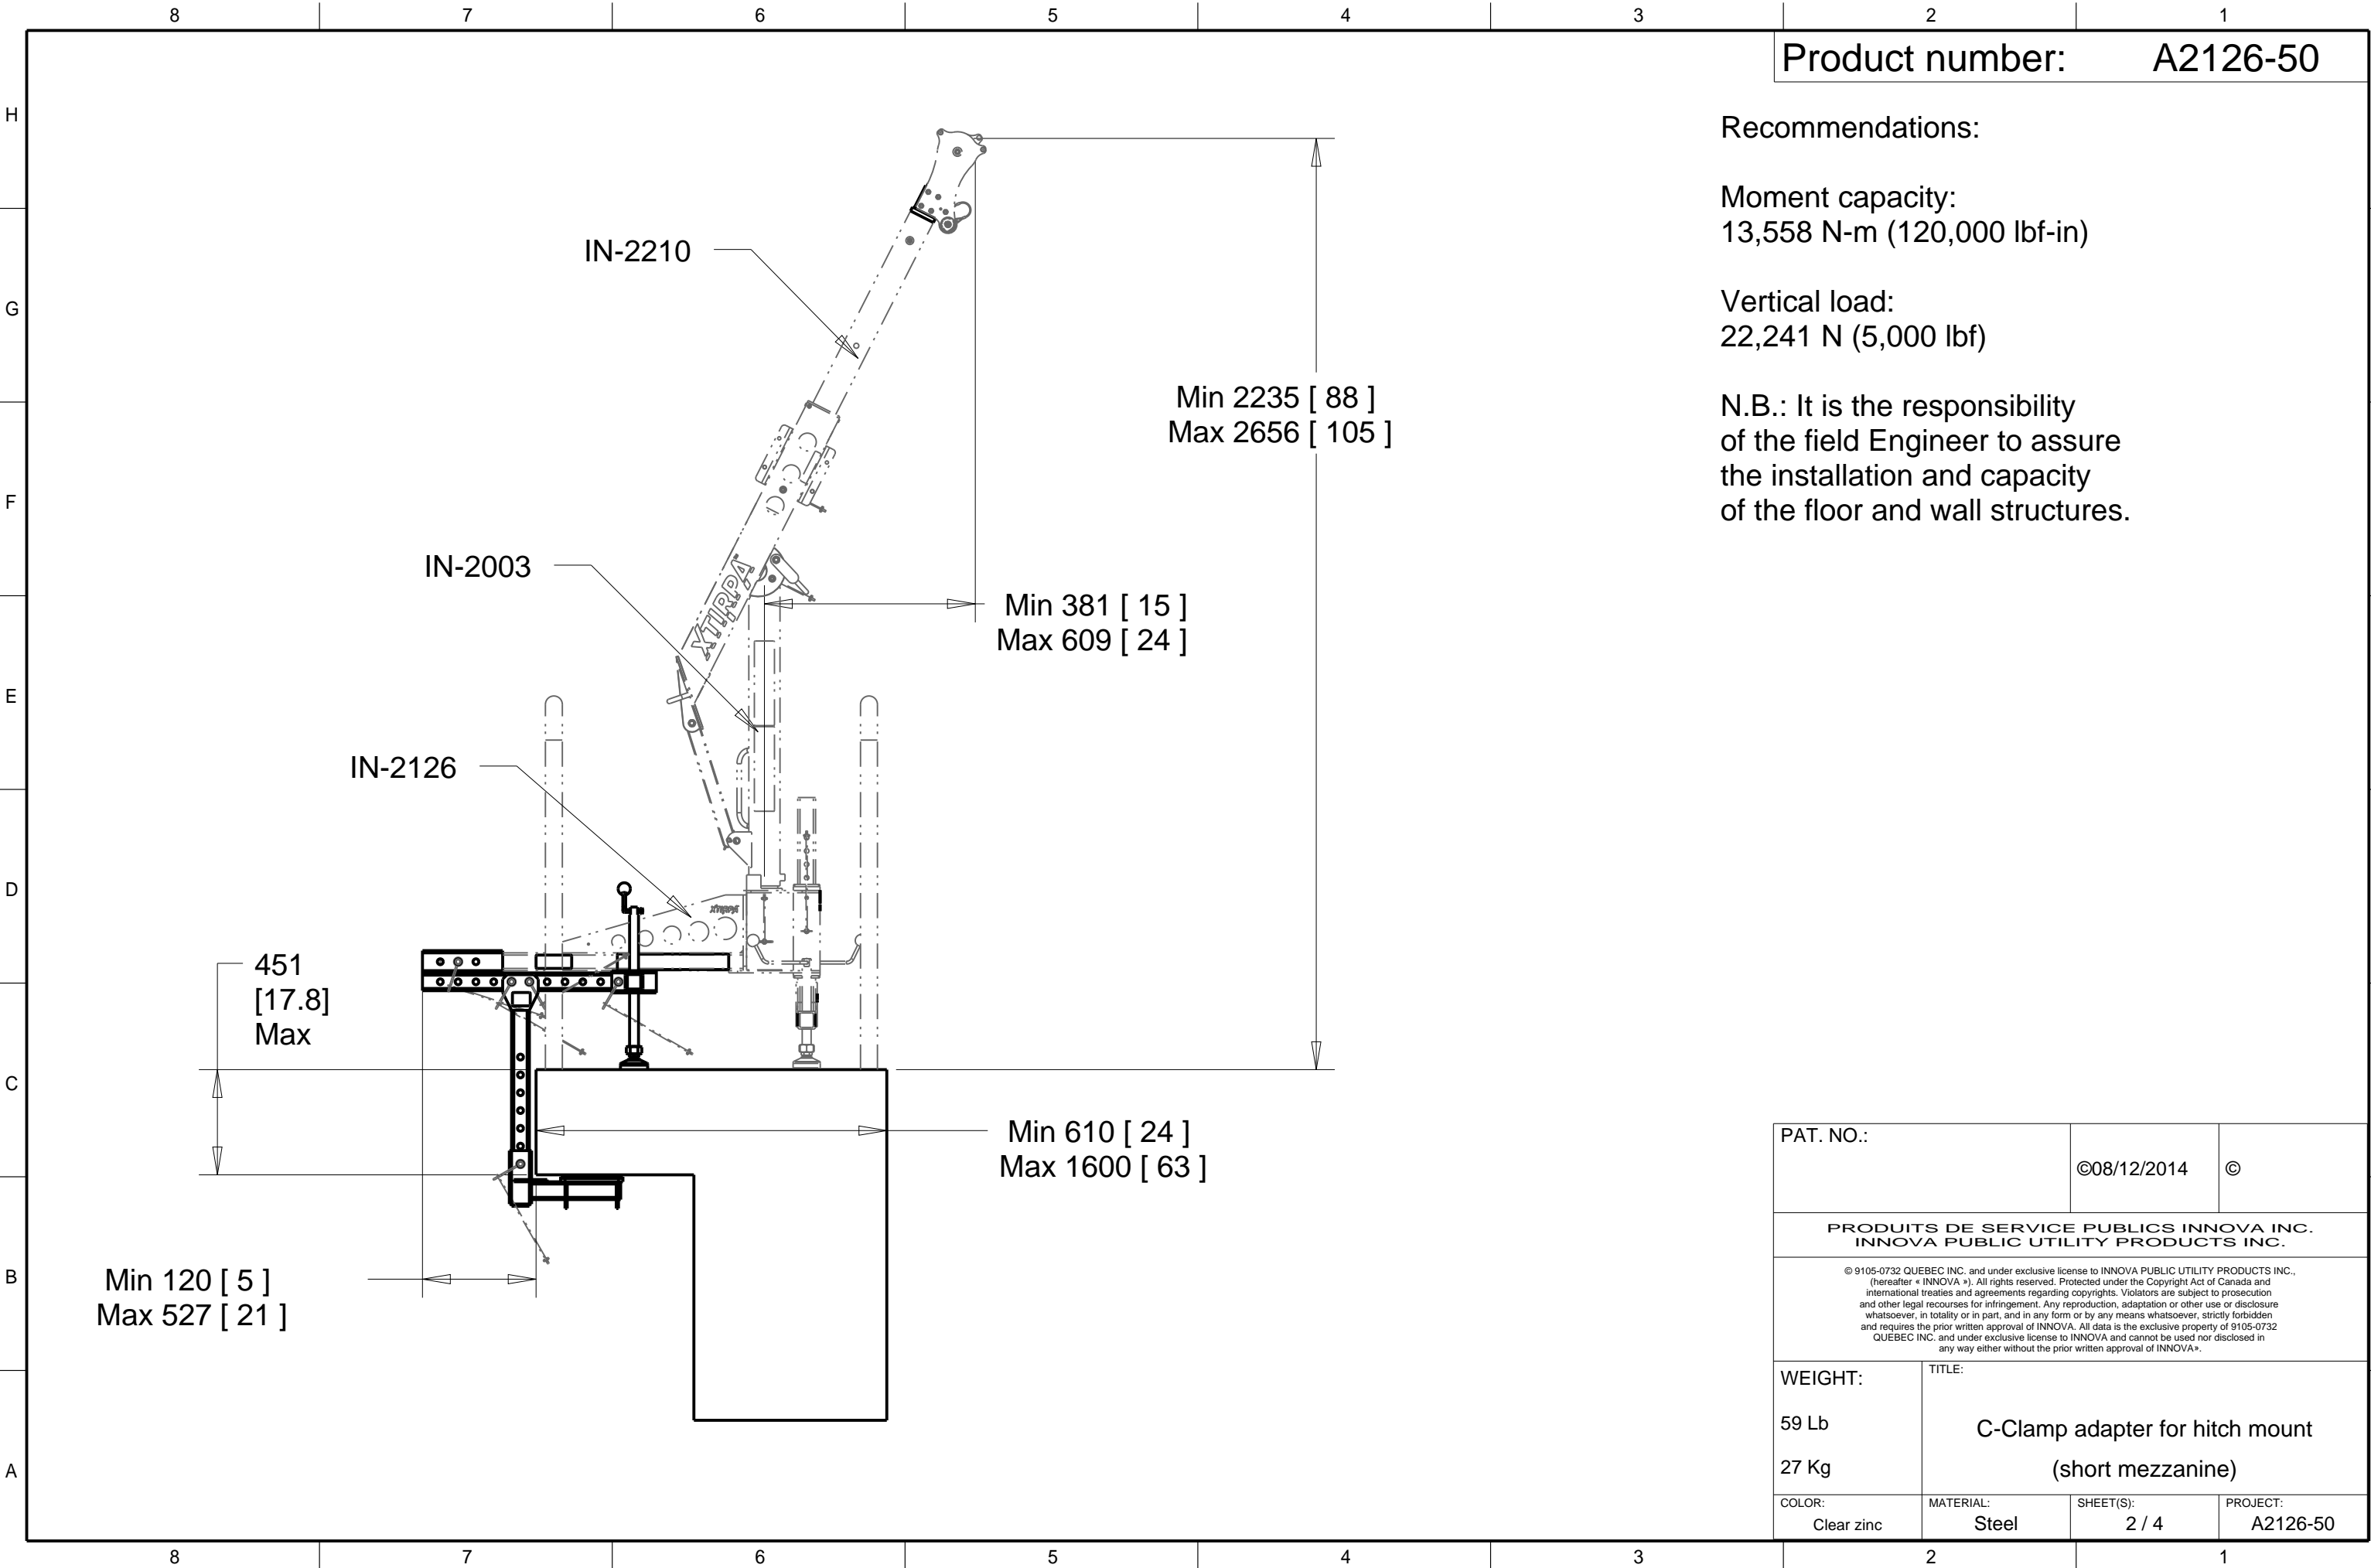 8 7 6 5 4 3 2 1
Product number: A2126-50
H
Recommendations:
Moment capacity:
13,558 N-m (120,000 lbf-in)
IN-2210
G
Vertical load:
22,241 N (5,000 lbf)
Min 2235 [ 88 ]
Max 2656 [ 105 ]
N.B.: It is the responsibility
of the field Engineer to assure
the installation and capacity
of the floor and wall structures.
F
IN-2003
XTIRPA
Min 381 [ 15 ]
Max 609 [ 24 ]
E
IN-2126
D
XTIRPA
451
[17.8]
Max
C
Min 610 [ 24 ]
Max 1600 [ 63 ]
B
Min 120 [ 5 ]
Max 527 [ 21 ]
A
PAT. NO.:
©08/12/2014
©
PRODUITS DE SERVICE PUBLICS INNOVA INC.
INNOVA PUBLIC UTILITY PRODUCTS INC.
© 9105-0732 QUEBEC INC. and under exclusive license to INNOVA PUBLIC UTILITY PRODUCTS INC.,
(hereafter « INNOVA »). All rights reserved. Protected under the Copyright Act of Canada and
international treaties and agreements regarding copyrights. Violators are subject to prosecution
and other legal recourses for infringement. Any reproduction, adaptation or other use or disclosure
whatsoever, in totality or in part, and in any form or by any means whatsoever, strictly forbidden
and requires the prior written approval of INNOVA. All data is the exclusive property of 9105-0732
QUEBEC INC. and under exclusive license to INNOVA and cannot be used nor disclosed in
any way either without the prior written approval of INNOVA».
WEIGHT:
59 Lb
27 Kg
TITLE:
C-Clamp adapter for hitch mount
(short mezzanine)
COLOR:
Clear zinc
MATERIAL:
Steel
SHEET(S):
2 / 4
PROJECT:
A2126-50
8 7 6 5 4 3 2 1